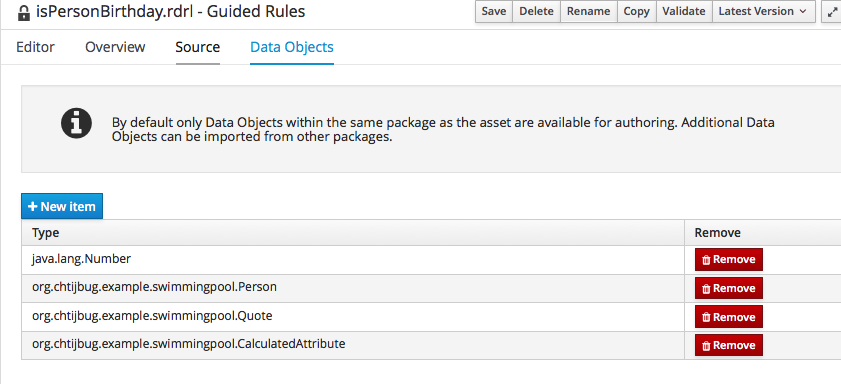 isPersonBirthday.rdrl - Guided Rules
Save Delete Rename Copy Validate Latest Version
Editor Overview Source Data Objects
By default only Data Objects within the same package as the asset are available for authoring. Additional Data
Objects can be imported from other packages.
+ New item
Type Remove
java.lang.Number Remove
org.chtijbug.example.swimmingpool.Person Remove
org.chtijbug.example.swimmingpool.Quote Remove
org.chtijbug.example.swimmingpool.CalculatedAttribute Remove